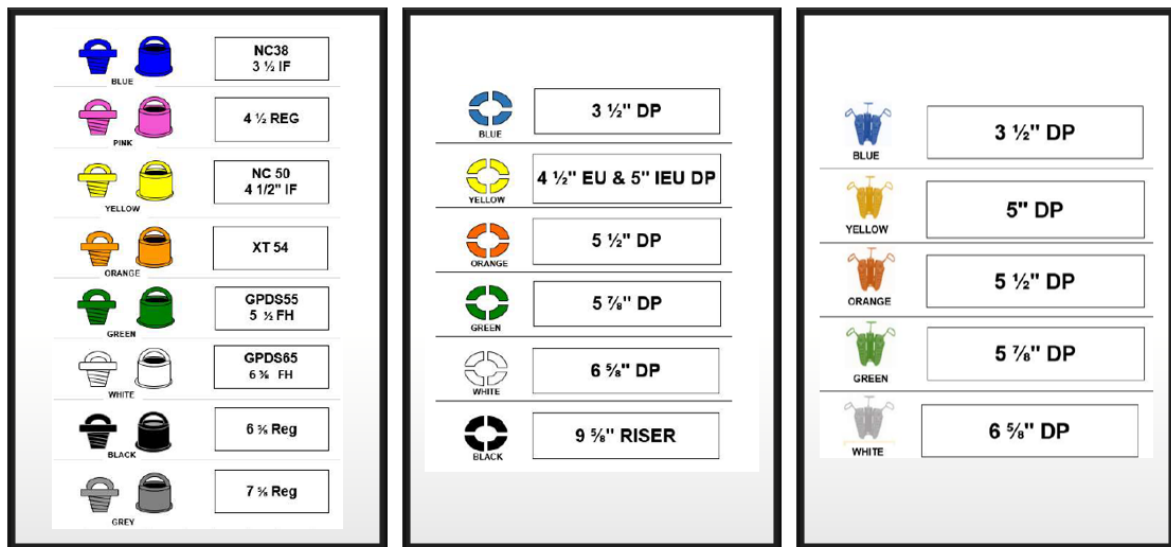 BLUE
NC38
3 ½ IF
PINK
4 ½ REG
YELLOW
NC 50
4 1/2" IF
ORANGE
XT 54
GREEN
GPDS55
5 ½ FH
WHITE
GPDS65
6 ⅝ FH
BLACK
6 ⅝ Reg
GREY
7 ⅝ Reg
BLUE
3 ½" DP
YELLOW
4 ½" EU & 5" IEU DP
ORANGE
5 ½" DP
GREEN
5 ⅞" DP
WHITE
6 ⅝" DP
BLACK
9 ⅝" RISER
BLUE
3 ½" DP
YELLOW
5" DP
ORANGE
5 ½" DP
GREEN
5 ⅞" DP
WHITE
6 ⅝" DP